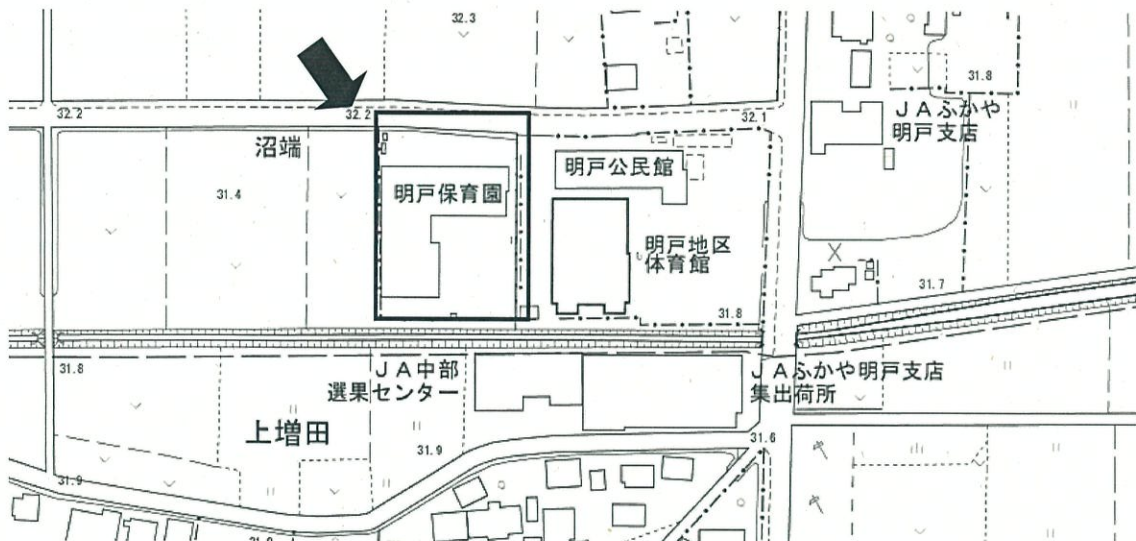 32.3
31.8
32.2
32.2
32.1
JAふかや
明戸支店
沼端
明戸公民館
明戸保育園
31.4
明戸地区
体育館
31.7
31.8
31.8
JA中部
選果センター
JAふかや明戸支店
集出荷所
上増田
31.9
31.6
31.9